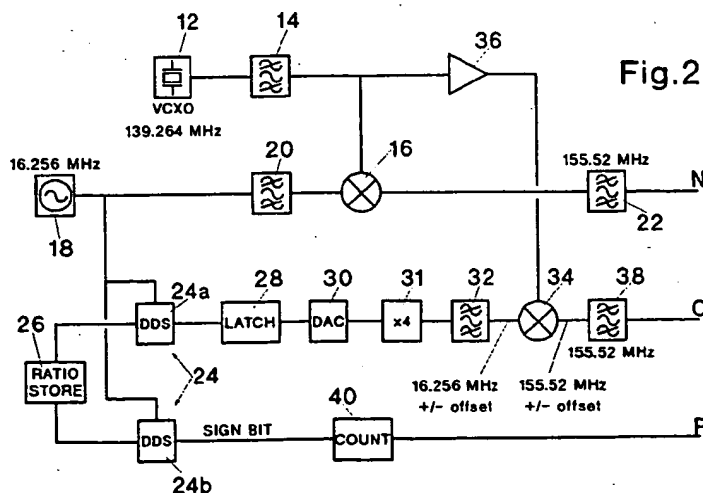 12
14
36
Fig.2
VCXO
139.264 MHz
16.256 MHz
20
16
155.52 MHz
N
18
22
24a
28
30
31
32
34
38
DDS
LATCH
DAC
x4
O
26
RATIO
STORE
24
155.52 MHz
16.256 MHz
+/- offset
155.52 MHz
+/- offset
40
DDS
SIGN BIT
COUNT
P
24b